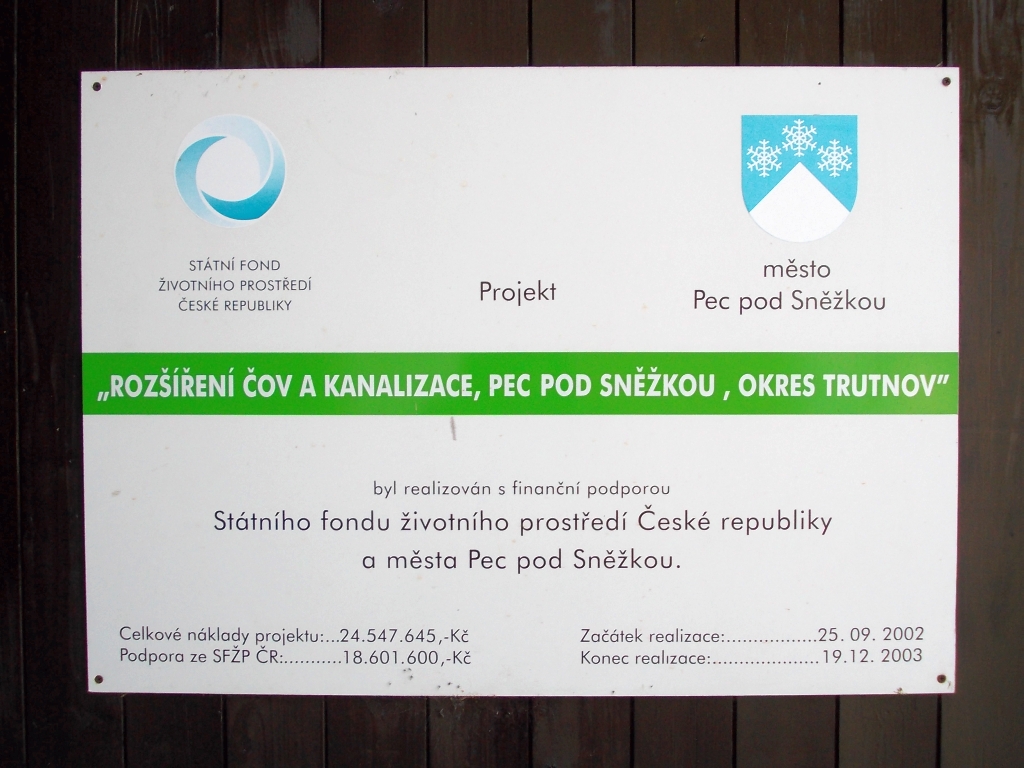 STÁTNÍ FOND
ŽIVOTNÍHO PROSTŘEDÍ
ČESKÉ REPUBLIKY
Projekt
město
Pec pod Sněžkou
„ROZŠÍŘENÍ ČOV A KANALIZACE, PEC POD SNĚŽKOU , OKRES TRUTNOV”
byl realizován s finanční podporou
Státního fondu životního prostředí České republiky
a města Pec pod Sněžkou.
Celkové náklady projektu:...24.547.645,-Kč
Podpora ze SFŽP ČR:...........18.601.600,-Kč
Začátek realizace:.................25. 09. 2002
Konec realizace:....................19.12. 2003